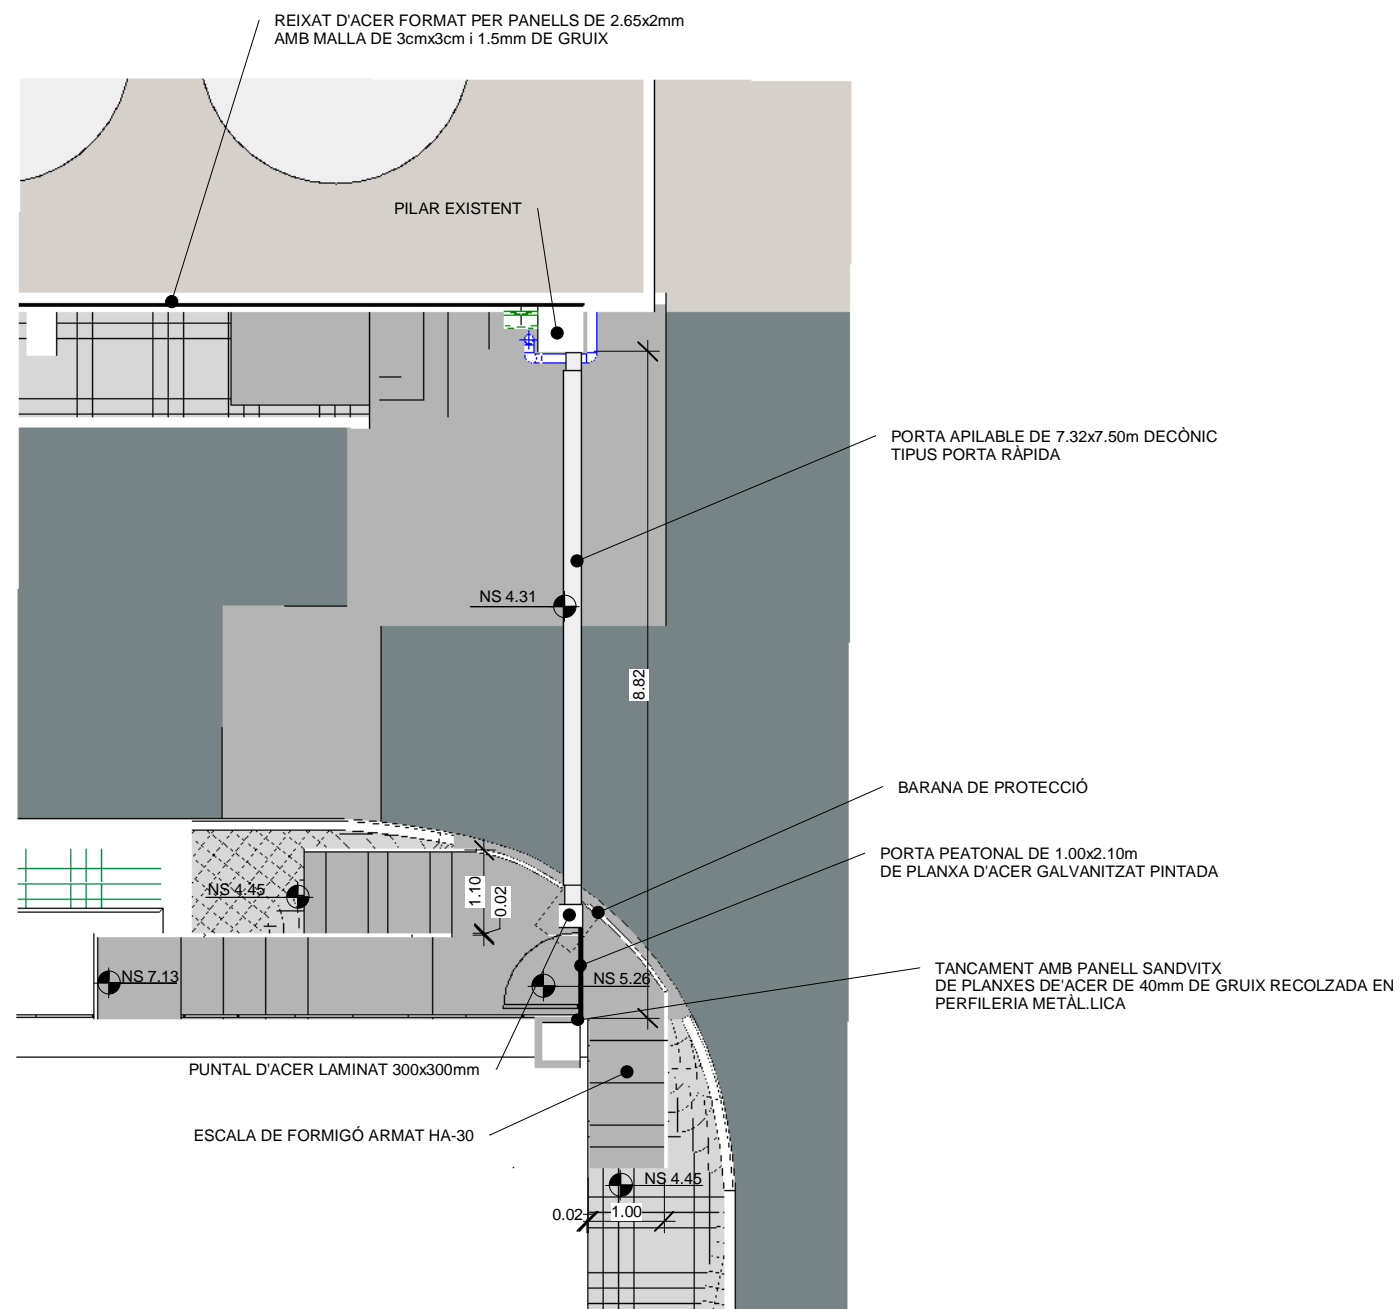 REIXAT D'ACER FORMAT PER PANELLS DE 2.65x2mm
AMB MALLA DE 3cmx3cm i 1.5mm DE GRUIX
PILAR EXISTENT
PORTA APILABLE DE 7.32x7.50m DECÒNIC
TIPUS PORTA RÀPIDA
NS 4.31
8.82
BARANA DE PROTECCIÓ
PORTA PEATONAL DE 1.00x2.10m
DE PLANXA D'ACER GALVANITZAT PINTADA
NS 4.45
1.10
0.02
NS 7.13
NS 5.26
TANCAMENT AMB PANELL SANDVITX
DE PLANXES DE'ACER DE 40mm DE GRUIX RECOLZADA EN
PERFILERIA METÀL.LICA
PUNTAL D'ACER LAMINAT 300x300mm
ESCALA DE FORMIGÓ ARMAT HA-30
NS 4.45
0.02
1.00